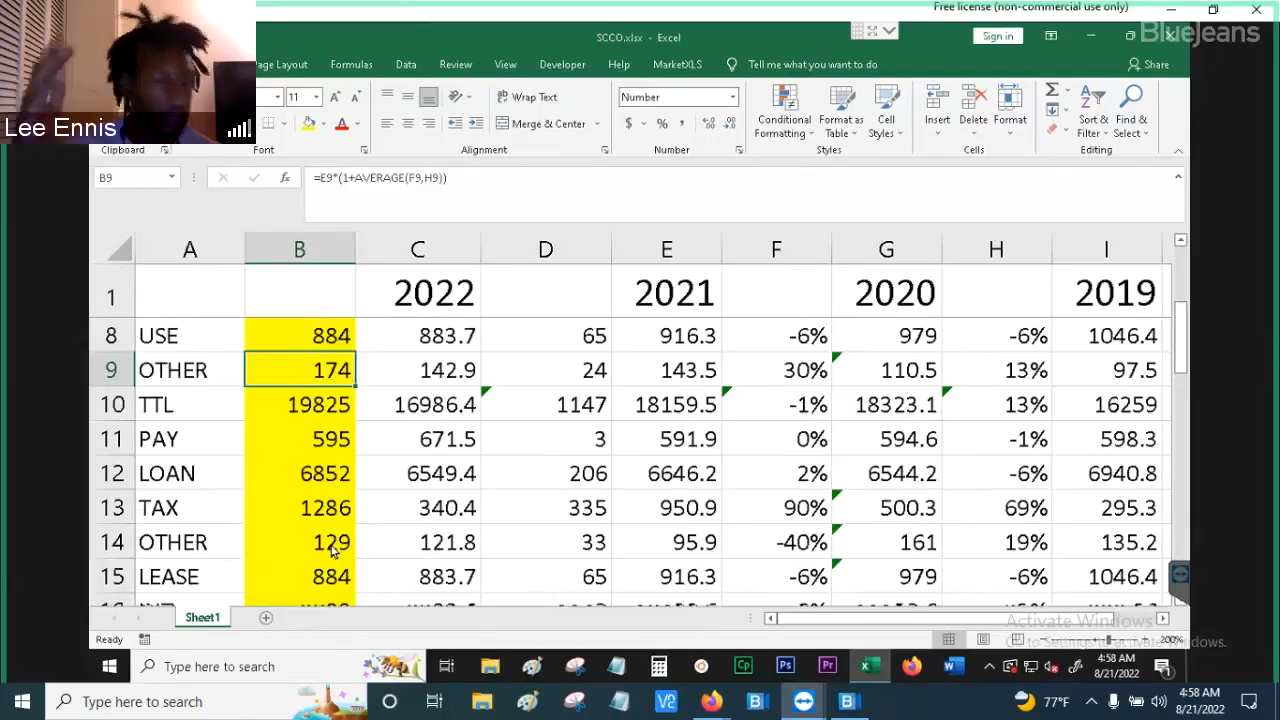 Free license (non-commercial use only)
BlueJeans
SCCO.xlsx - Excel
Sign in
Page Layout Formulas Data Review View Developer Help MarketXLS Tell me what you want to do Share
Lee Ennis
11 Wrap Text Number
Merge & Center
Conditional Formatting
Format as Table
Cell Styles
Insert Delete Format
Sort & Filter
Find & Select
Clipboard Font Alignment Number Styles Cells Editing
B9 fx =E9*(1+AVERAGE(F9,H9))
A B C D E F G H I
1 2022 2021 2020 2019
8 USE 884 883.7 65 916.3 -6% 979 -6% 1046.4
9 OTHER 174 142.9 24 143.5 30% 110.5 13% 97.5
10 TTL 19825 16986.4 1147 18159.5 -1% 18323.1 13% 16259
11 PAY 595 671.5 3 591.9 0% 594.6 -1% 598.3
12 LOAN 6852 6549.4 206 6646.2 2% 6544.2 -6% 6940.8
13 TAX 1286 340.4 335 950.9 90% 500.3 69% 295.3
14 OTHER 129 121.8 33 95.9 -40% 161 19% 135.2
15 LEASE 884 883.7 65 916.3 -6% 979 -6% 1046.4
Sheet1
Activate Windows
Go to Settings to activate Windows.
Ready 200%
Type here to search 4:58 AM
8/21/2022
Type here to search 77°F 4:58 AM
8/21/2022